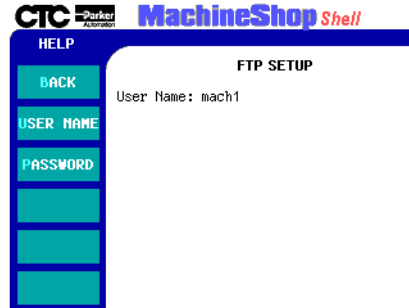 CTC Parker Automation MachineShop Shell
HELP
FTP SETUP
BACK
User Name: mach1
USER NAME
PASSWORD